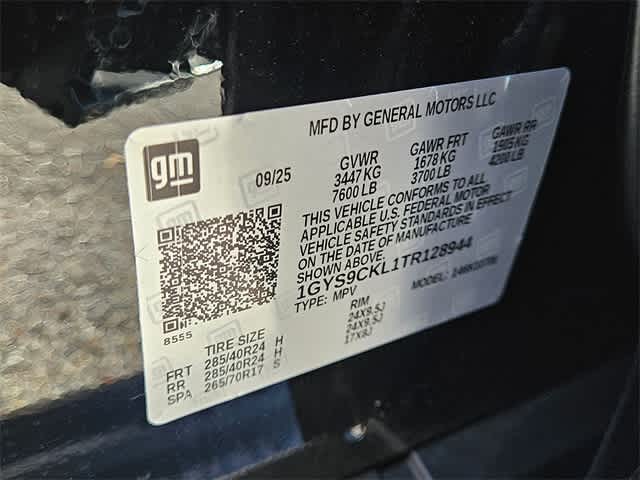 MFD BY GENERAL MOTORS LLC
gm
09/25
GVWR
3447 KG
7600 LB
GAWR FRT
1678 KG
3700 LB
GAWR RR
1905 KG
4200 LB
THIS VEHICLE CONFORMS TO ALL
APPLICABLE U.S. FEDERAL MOTOR
VEHICLE SAFETY STANDARDS IN EFFECT
ON THE DATE OF MANUFACTURE
SHOWN ABOVE.
1GYS9CKL1TR128944
TYPE: MPV
MODEL:
8555
TIRE SIZE RIM
FRT 285/40R24 H 24X9.5J
RR 285/40R24 H 24X9.5J
SPA 265/70R17 S 17X8J